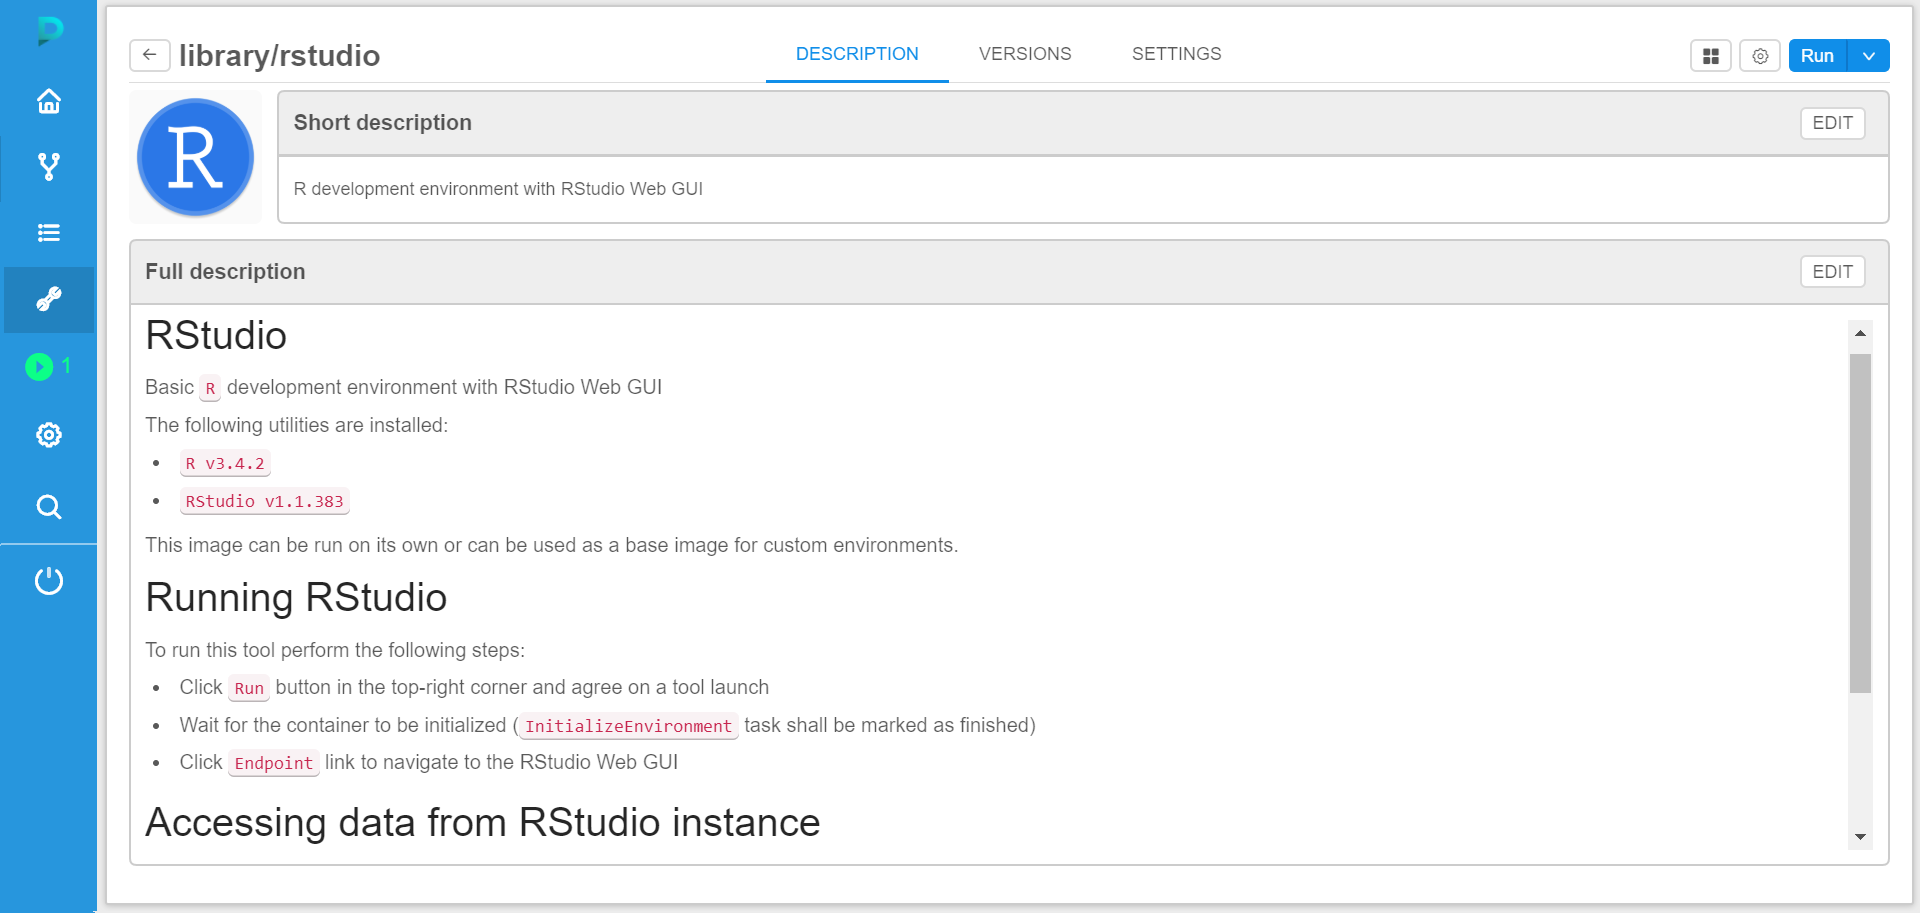 library/rstudio
DESCRIPTION VERSIONS SETTINGS
Run
R
Short description
EDIT
R development environment with RStudio Web GUI
Full description
EDIT
RStudio
Basic R development environment with RStudio Web GUI
The following utilities are installed:
• R v3.4.2
• RStudio v1.1.383
This image can be run on its own or can be used as a base image for custom environments.
Running RStudio
To run this tool perform the following steps:
• Click Run button in the top-right corner and agree on a tool launch
• Wait for the container to be initialized (InitializeEnvironment task shall be marked as finished)
• Click Endpoint link to navigate to the RStudio Web GUI
Accessing data from RStudio instance
1